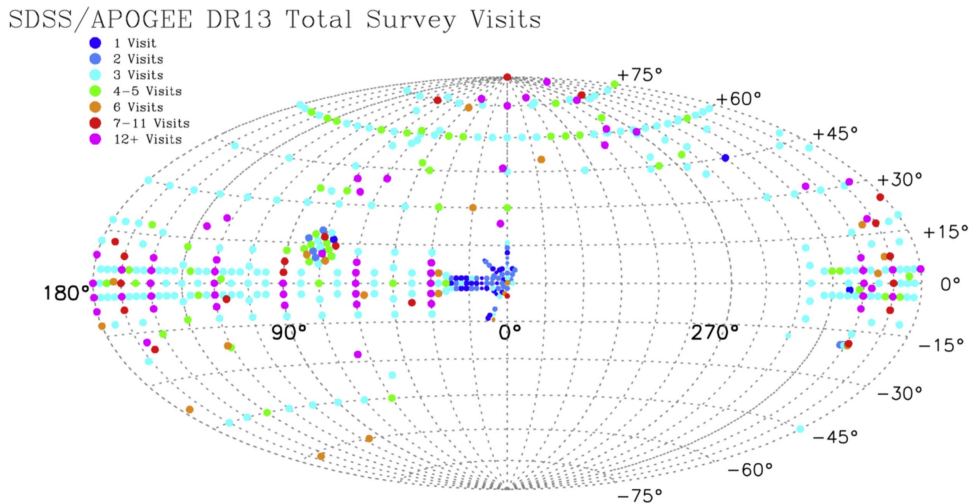 SDSS/APOGEE DR13 Total Survey Visits
1 Visit
2 Visits
3 Visits
4-5 Visits
6 Visits
7-11 Visits
12+ Visits
+75°
+60°
+45°
+30°
+15°
180°
0°
90°
0°
270°
-15°
-30°
-45°
-60°
-75°